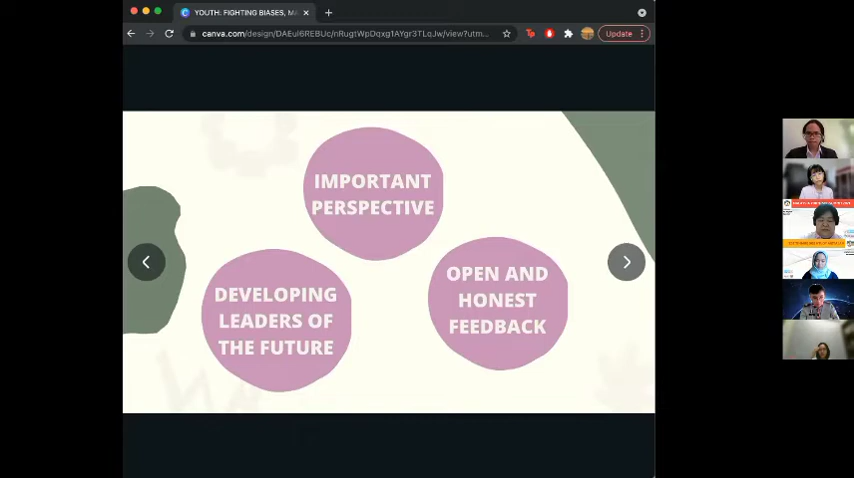 YOUTH: FIGHTING BIASES, MA
canva.com/design/DAEul6REBUc/nRugtWpDqxg1AYgr3TLoJw/view?utm...
Update
IMPORTANT
PERSPECTIVE
OPEN AND
HONEST
FEEDBACK
DEVELOPING
LEADERS OF
THE FUTURE